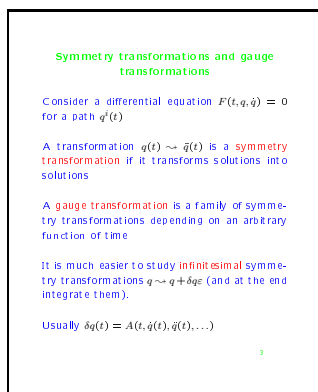 Symmetry transformations and gauge
transformations
Consider a differential equation F(t, q, q̇) = 0
for a path qⁱ(t)
A transformation q(t) ⇝ q̄(t) is a symmetry
transformation if it transforms solutions into
solutions
A gauge transformation is a family of symme-
try transformations depending on an arbitrary
function of time
It is much easier to study infinitesimal symme-
try transformations q ⇝ q + δqε (and at the end
integrate them).
Usually δq(t) = A(t, q̇(t), q̈(t), ...)
3